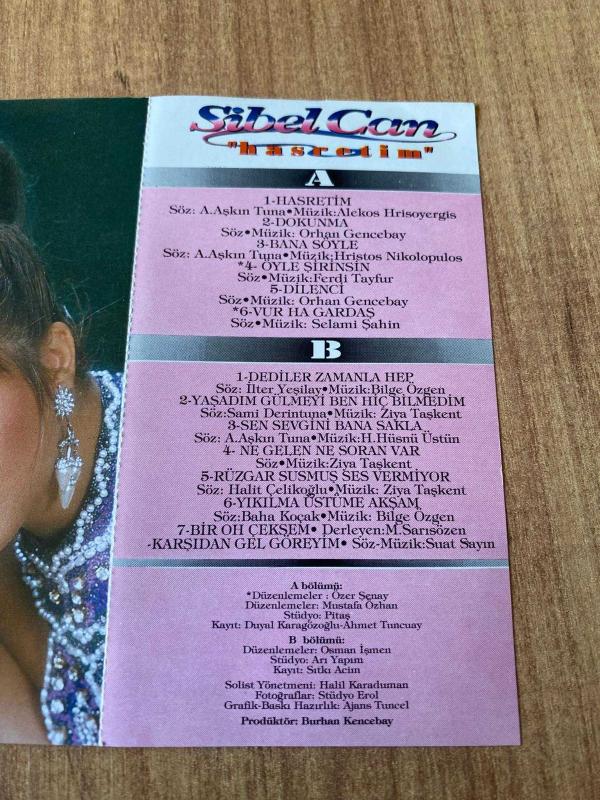 Sibel Can
"hasretim"
A
1-HASRETİM
Söz: A.Aşkın Tuna•Müzik:Alekos Hrisoyergis
2-DOKUNMA
Söz•Müzik: Orhan Gencebay
3-BANA SÖYLE
Söz: A.Aşkın Tuna•Müzik:Hristos Nikolopulos
*4- ÖYLE ŞİRİNSİN
Söz•Müzik:Ferdi Tayfur
5-DİLENCİ
Söz•Müzik: Orhan Gencebay
*6-VUR HA GARDAŞ
Söz•Müzik: Selami Şahin
B
1-DEDİLER ZAMANLA HEP
Söz: İlter Yeşilay•Müzik:Bilge Özgen
2-YAŞADIM GÜLMEYİ BEN HİÇ BİLMEDİM
Söz:Sami Derintuna•Müzik: Ziya Taşkent
3-SEN SEVGİNİ BANA SAKLA
Söz: A.Aşkın Tuna•Müzik:H.Hüsnü Üstün
4- NE GELEN NE SORAN VAR
Söz•Müzik:Ziya Taşkent
5-RÜZGAR SUSMUŞ SES VERMİYOR
Söz: Halit Çelikoğlu•Müzik: Ziya Taşkent
6-YIKILMA ÜSTÜME AKŞAM
Söz:Baha Koçak•Müzik: Bilge Özgen
7-BİR OH ÇEKSEM• Derleyen:M.Sarısözen
-KARŞIDAN GEL GÖREYİM• Söz-Müzik:Suat Sayın
A bölümü:
*Düzenlemeler : Özer Şenay
Düzenlemeler: Mustafa Özhan
Stüdyo: Pitaş
Kayıt: Duyal Karagözoğlu-Ahmet Tuncuay
B bölümü:
Düzenlemeler: Osman İşmen
Stüdyo: Arı Yapım
Kayıt: Sıtkı Acim
Solist Yönetmeni: Halil Karaduman
Fotoğraflar: Stüdyo Erol
Grafik-Baskı Hazırlık: Ajans Tuncel
Prodüktör: Burhan Kencebay